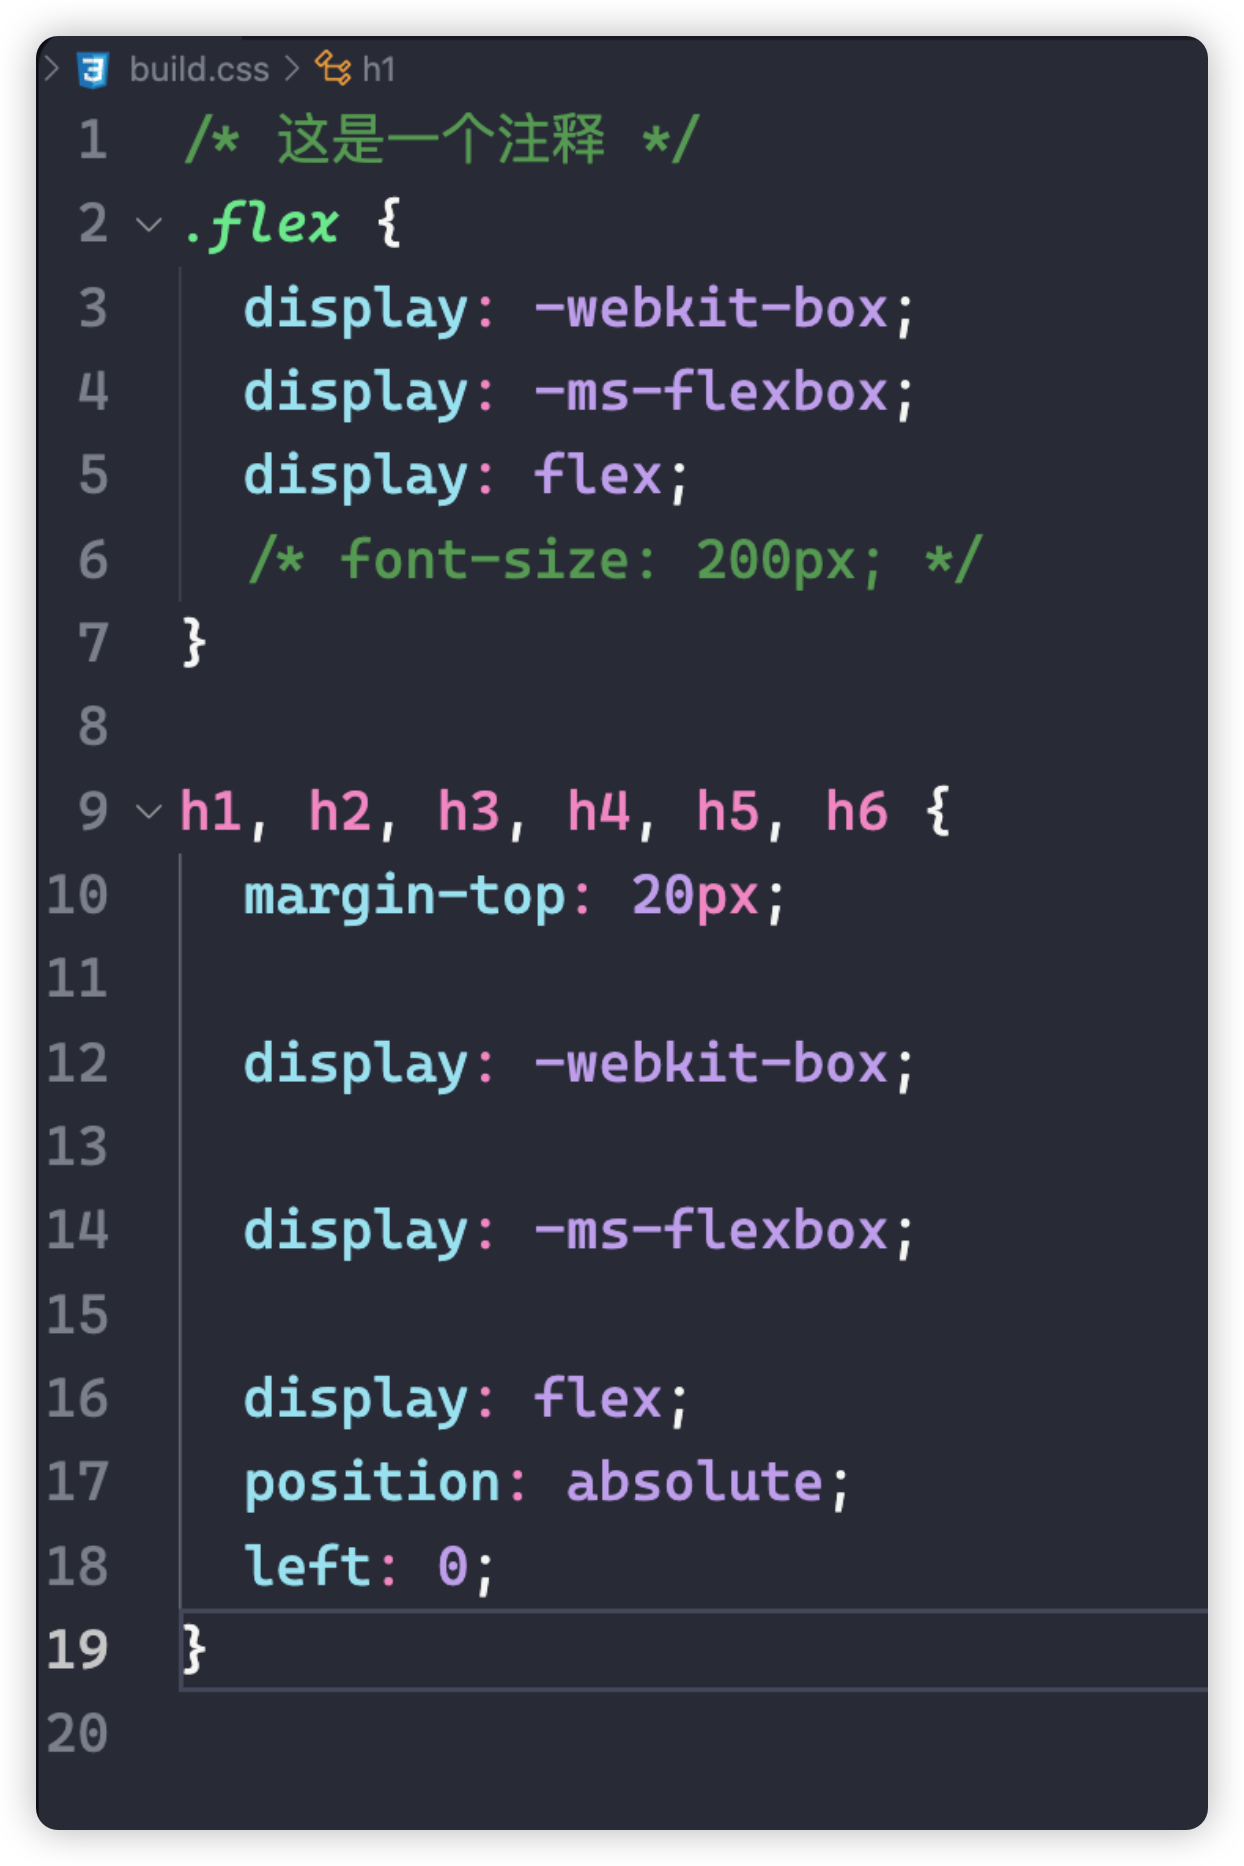 build.css > h1
1 /* 这是一个注释 */
2 .flex {
3 display: -webkit-box;
4 display: -ms-flexbox;
5 display: flex;
6 /* font-size: 200px; */
7 }
8
9 h1, h2, h3, h4, h5, h6 {
10 margin-top: 20px;
11
12 display: -webkit-box;
13
14 display: -ms-flexbox;
15
16 display: flex;
17 position: absolute;
18 left: 0;
19 }
20